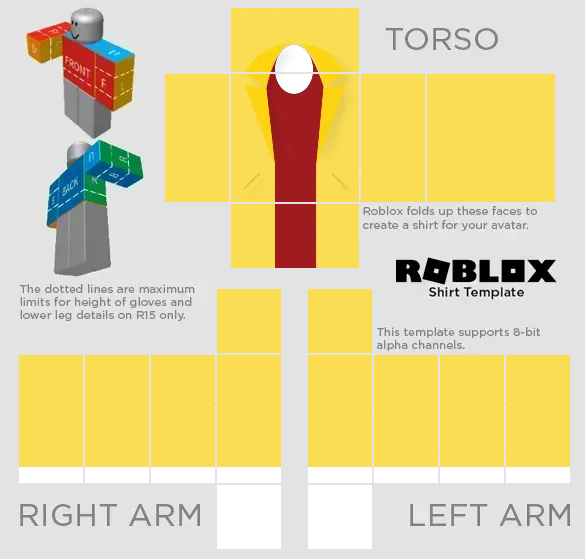 TORSO
FRONT
F
L
U
D
R
BACK
U
R
B
R
B
Roblox folds up these faces to
create a shirt for your avatar.
ROBLOX
Shirt Template
The dotted lines are maximum
limits for height of gloves and
lower leg details on R15 only.
This template supports 8-bit
alpha channels.
RIGHT ARM
LEFT ARM